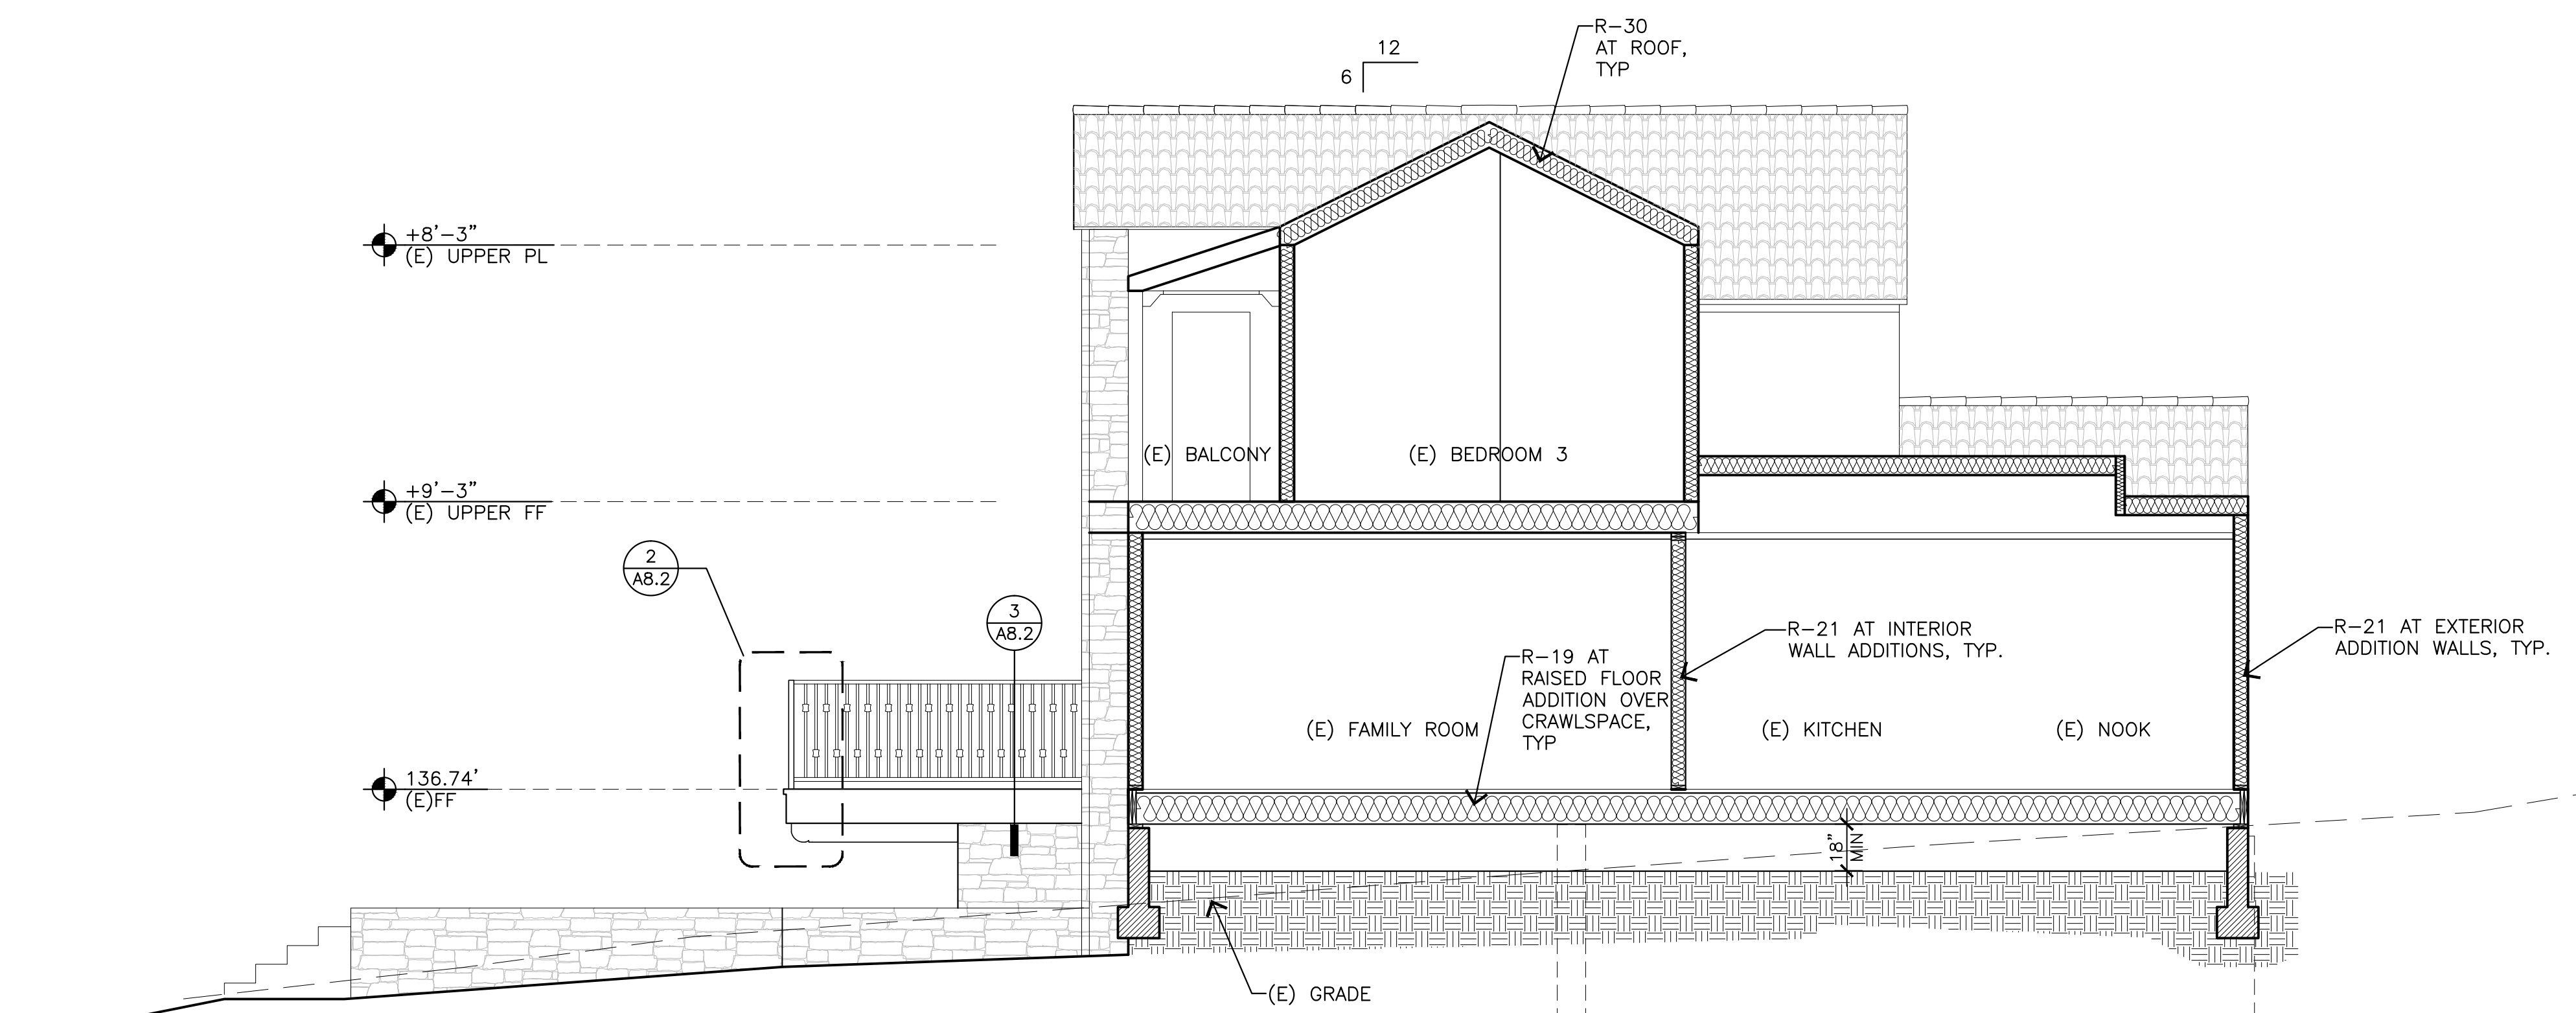 R-30
AT ROOF,
TYP
12
6
+8'-3"
(E) UPPER PL
(E) BALCONY
(E) BEDROOM 3
+9'-3"
(E) UPPER FF
2
A8.2
3
A8.2
R-21 AT INTERIOR
WALL ADDITIONS, TYP.
R-21 AT EXTERIOR
ADDITION WALLS, TYP.
R-19 AT
RAISED FLOOR
ADDITION OVER
CRAWLSPACE,
TYP
(E) FAMILY ROOM
(E) KITCHEN
(E) NOOK
136.74'
(E)FF
18"
MIN
(E) GRADE